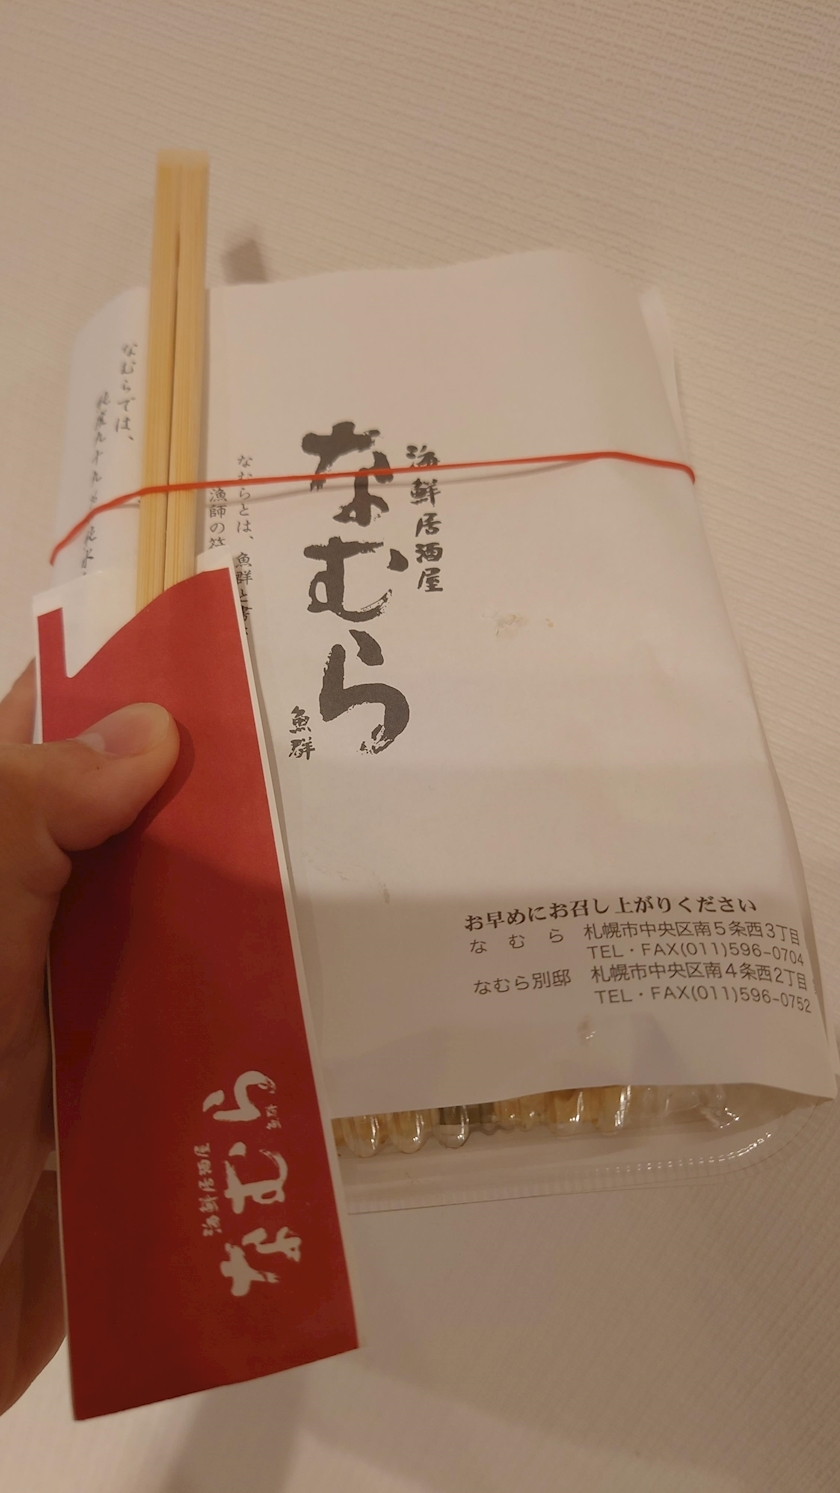 海鮮居酒屋
なむら
魚群
なむらとは、魚群と
漁師の
なむらでは、
お早めにお召し上がりください
なむら 札幌市中央区南5条西3丁目
TEL・FAX(011)596-0704
なむら別邸 札幌市中央区南4条西2丁目
TEL・FAX(011)596-0752
海鮮居酒屋
なむら